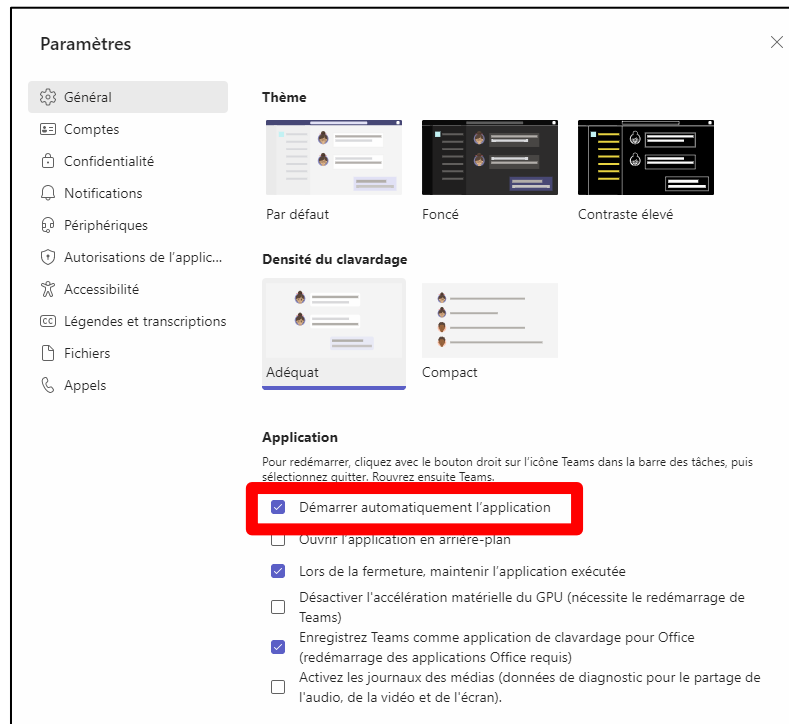 Paramètres
Général
Comptes
Confidentialité
Notifications
Périphériques
Autorisations de l'applic...
Accessibilité
Légendes et transcriptions
Fichiers
Appels
Thème
Par défaut
Foncé
Contraste élevé
Densité du clavardage
Adéquat
Compact
Application
Pour redémarrer, cliquez avec le bouton droit sur l'icône Teams dans la barre des tâches, puis
sélectionnez quitter. Rouvrez ensuite Teams.
Démarrer automatiquement l'application
Ouvrir l'application en arrière-plan
Lors de la fermeture, maintenir l'application exécutée
Désactiver l'accélération matérielle du GPU (nécessite le redémarrage de
Teams)
Enregistrez Teams comme application de clavardage pour Office
(redémarrage des applications Office requis)
Activez les journaux des médias (données de diagnostic pour le partage de
l'audio, de la vidéo et de l'écran).